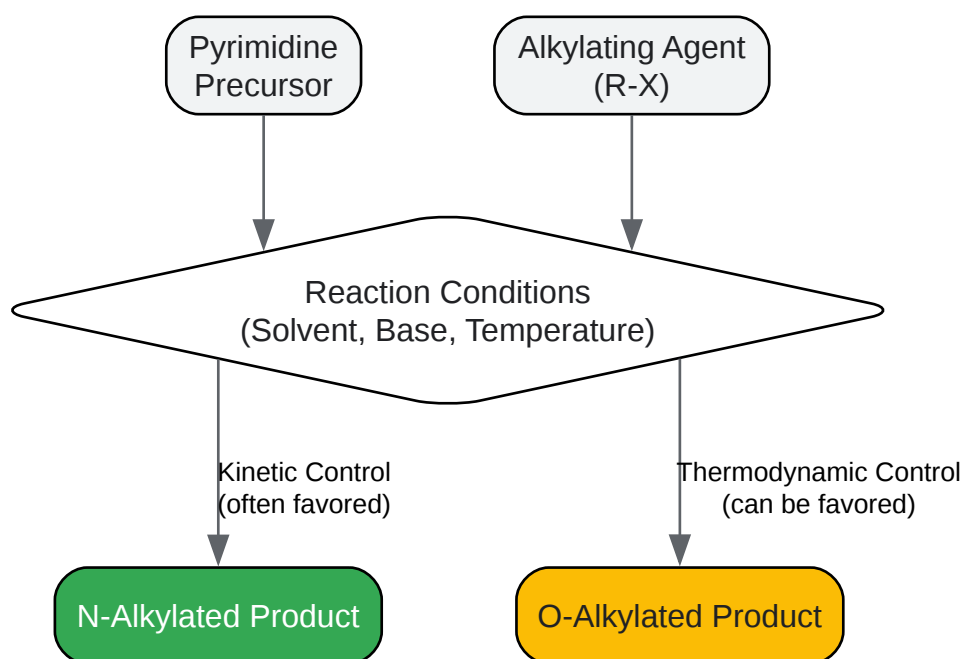 Pyrimidine
Precursor
Alkylating Agent
(R-X)
Reaction Conditions
(Solvent, Base, Temperature)
Kinetic Control
(often favored)
Thermodynamic Control
(can be favored)
N-Alkylated Product
O-Alkylated Product